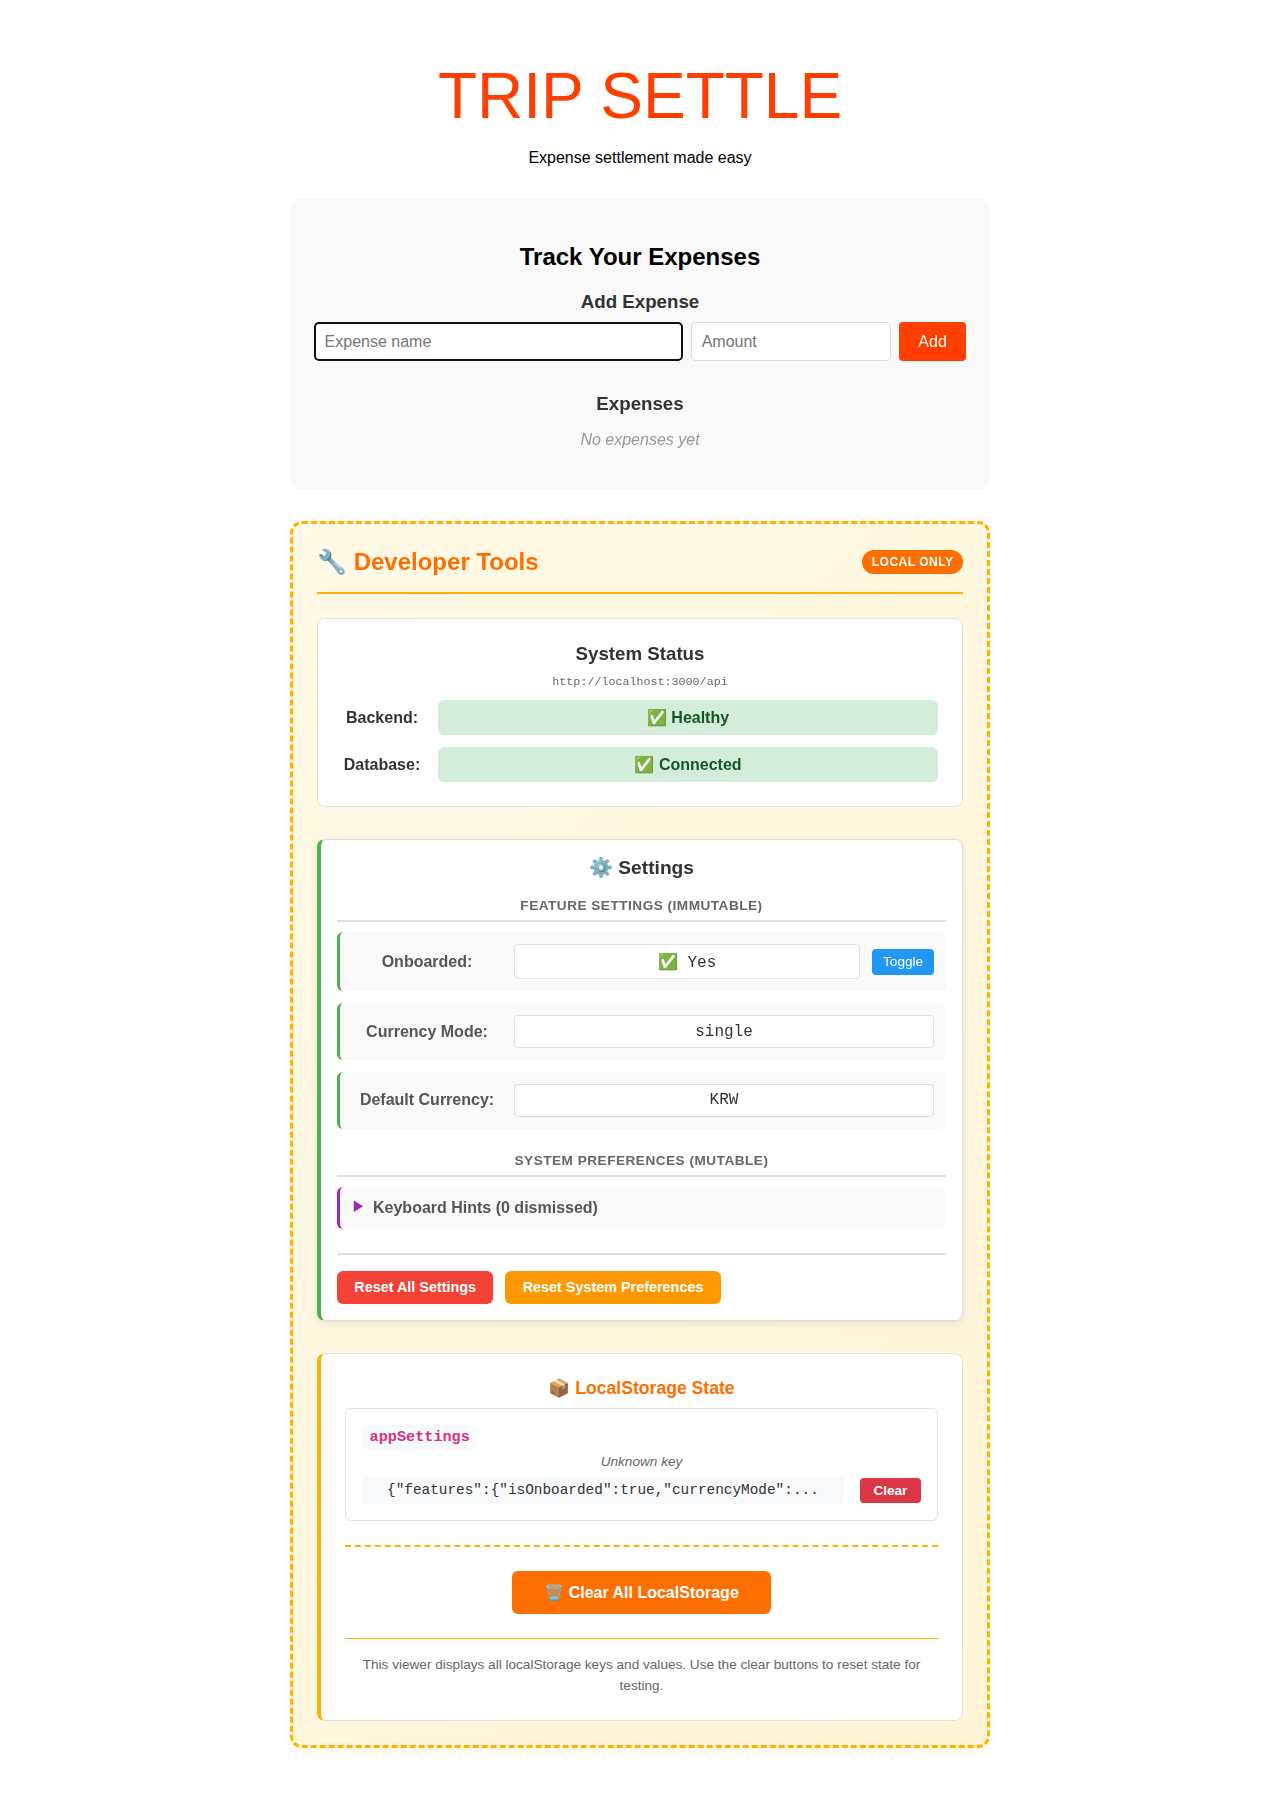 TRIP SETTLE
Expense settlement made easy
Track Your Expenses
Add Expense
Expense name
Amount
Add
Expenses
No expenses yet
🔧 Developer Tools
LOCAL ONLY
System Status
http://localhost:3000/api
Backend:
✅ Healthy
Database:
✅ Connected
⚙️ Settings
FEATURE SETTINGS (IMMUTABLE)
Onboarded:
✅ Yes
Toggle
Currency Mode:
single
Default Currency:
KRW
SYSTEM PREFERENCES (MUTABLE)
▶ Keyboard Hints (0 dismissed)
Reset All Settings
Reset System Preferences
📦 LocalStorage State
appSettings
Unknown key
{"features":{"isOnboarded":true,"currencyMode":...
Clear
🗑️ Clear All LocalStorage
This viewer displays all localStorage keys and values. Use the clear buttons to reset state for
testing.